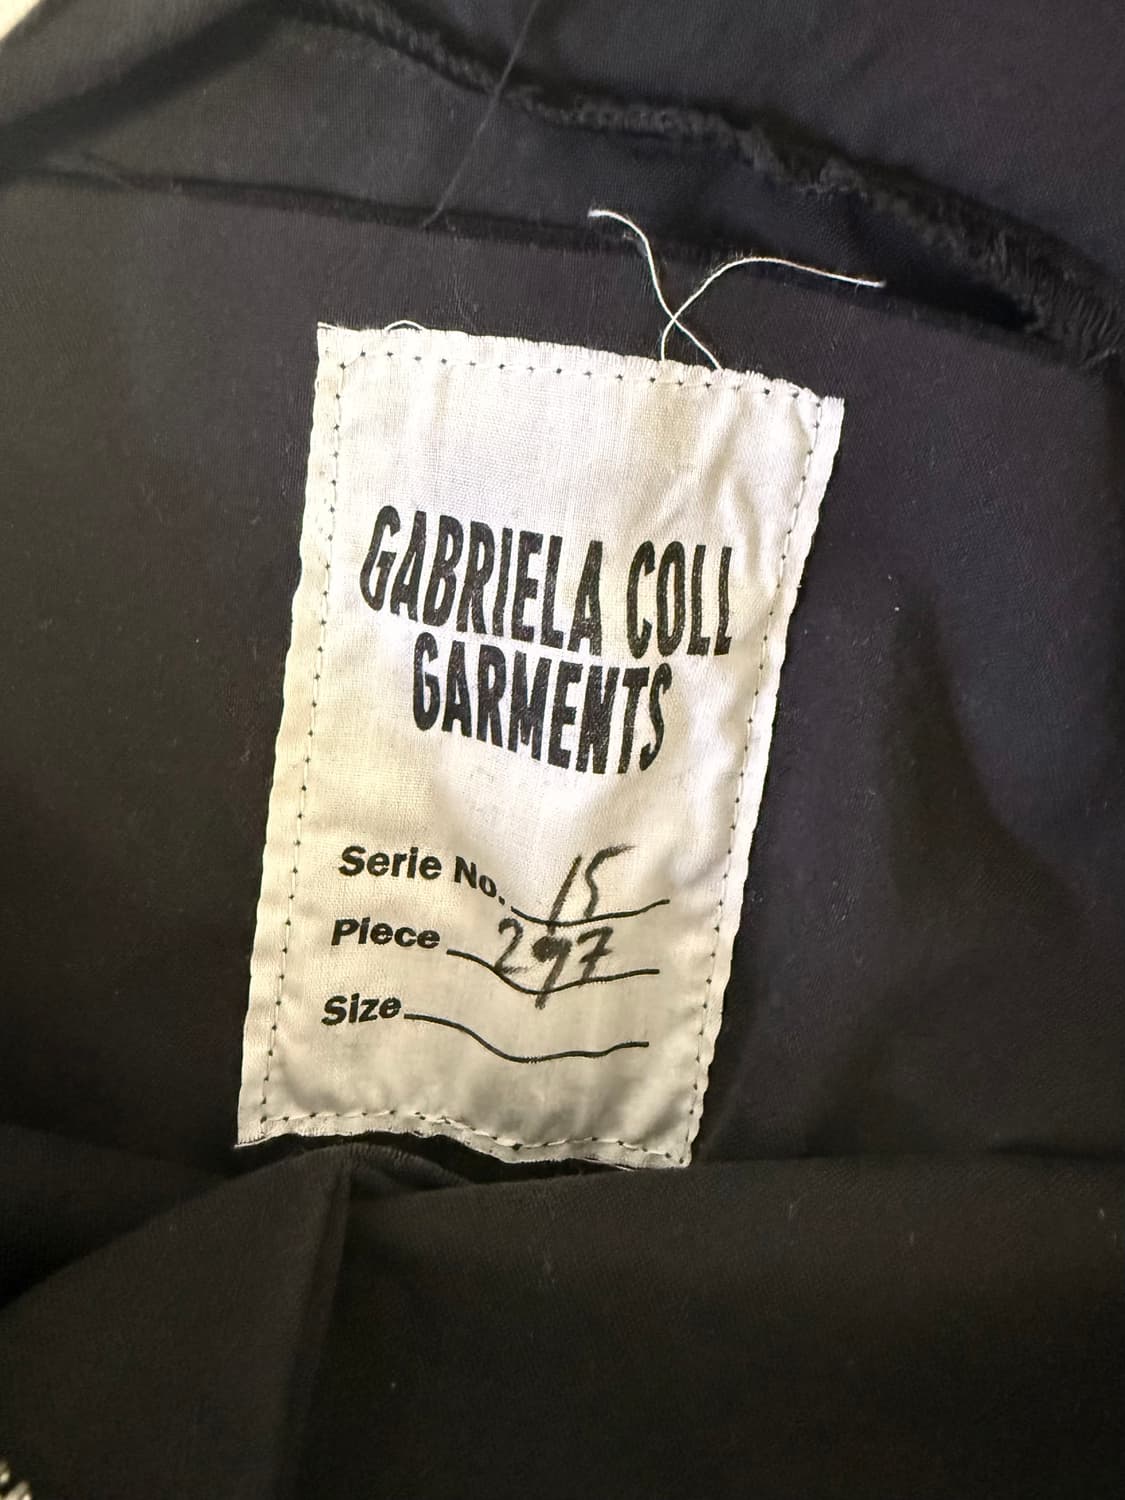 GABRIELA COLL
GARMENTS
Serie No. 15
Piece 297
Size